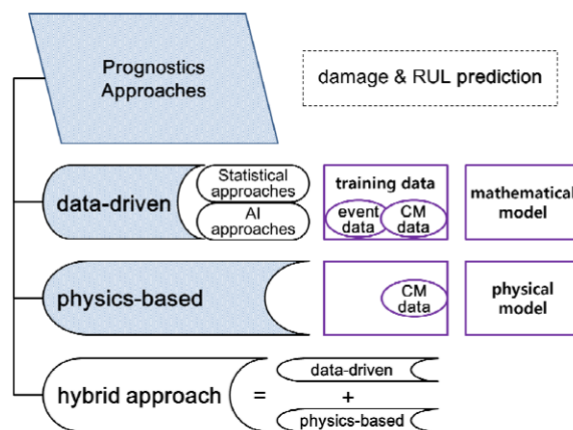 Prognostics
Approaches
damage & RUL prediction
data-driven
Statistical
approaches
AI
approaches
training data
event
data
CM
data
mathematical
model
physics-based
CM
data
physical
model
hybrid approach
=
data-driven
+
physics-based